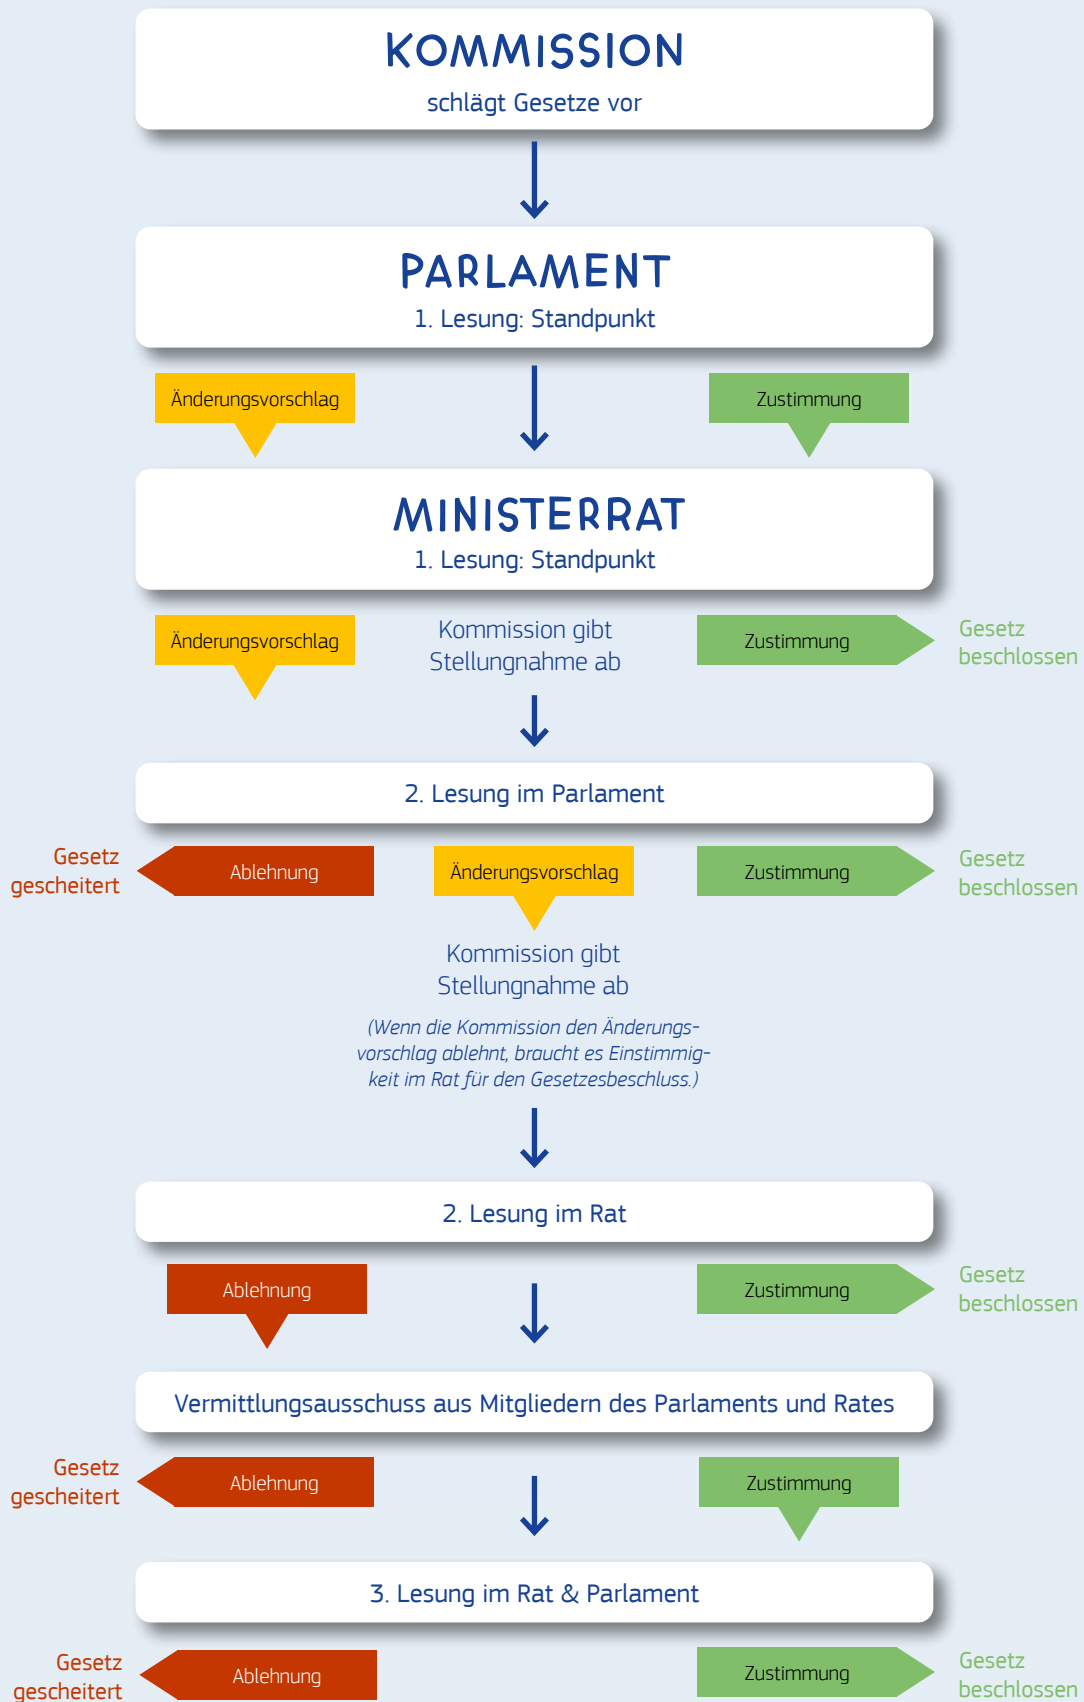 KOMMISSION
schlägt Gesetze vor
PARLAMENT
1. Lesung: Standpunkt
Änderungsvorschlag
Zustimmung
MINISTERRAT
1. Lesung: Standpunkt
Änderungsvorschlag
Kommission gibt
Stellungnahme ab
Zustimmung
Gesetz
beschlossen
2. Lesung im Parlament
Gesetz
gescheitert
Ablehnung
Änderungsvorschlag
Zustimmung
Gesetz
beschlossen
Kommission gibt
Stellungnahme ab
(Wenn die Kommission den Änderungs-
vorschlag ablehnt, braucht es Einstimmig-
keit im Rat für den Gesetzesbeschluss.)
2. Lesung im Rat
Ablehnung
Zustimmung
Gesetz
beschlossen
Vermittlungsausschuss aus Mitgliedern des Parlaments und Rates
Gesetz
gescheitert
Ablehnung
Zustimmung
3. Lesung im Rat & Parlament
Gesetz
gescheitert
Ablehnung
Zustimmung
Gesetz
beschlossen